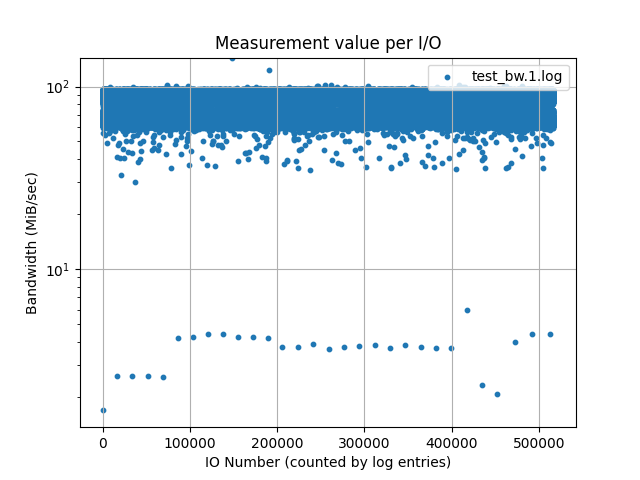 Measurement value per I/O
test_bw.1.log
10²
10¹
Bandwidth (MiB/sec)
0
100000
200000
300000
400000
500000
IO Number (counted by log entries)